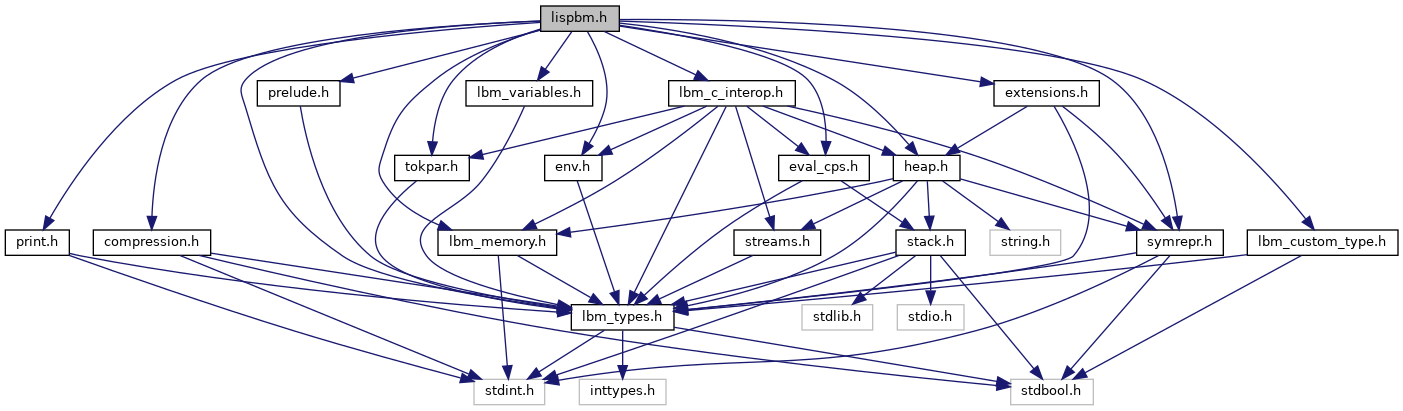 lispbm.h
prelude.h
lbm_variables.h
lbm_c_interop.h
extensions.h
tokpar.h
env.h
eval_cps.h
heap.h
print.h
compression.h
lbm_memory.h
streams.h
stack.h
string.h
symrepr.h
lbm_custom_type.h
lbm_types.h
stdlib.h
stdio.h
stdint.h
inttypes.h
stdbool.h